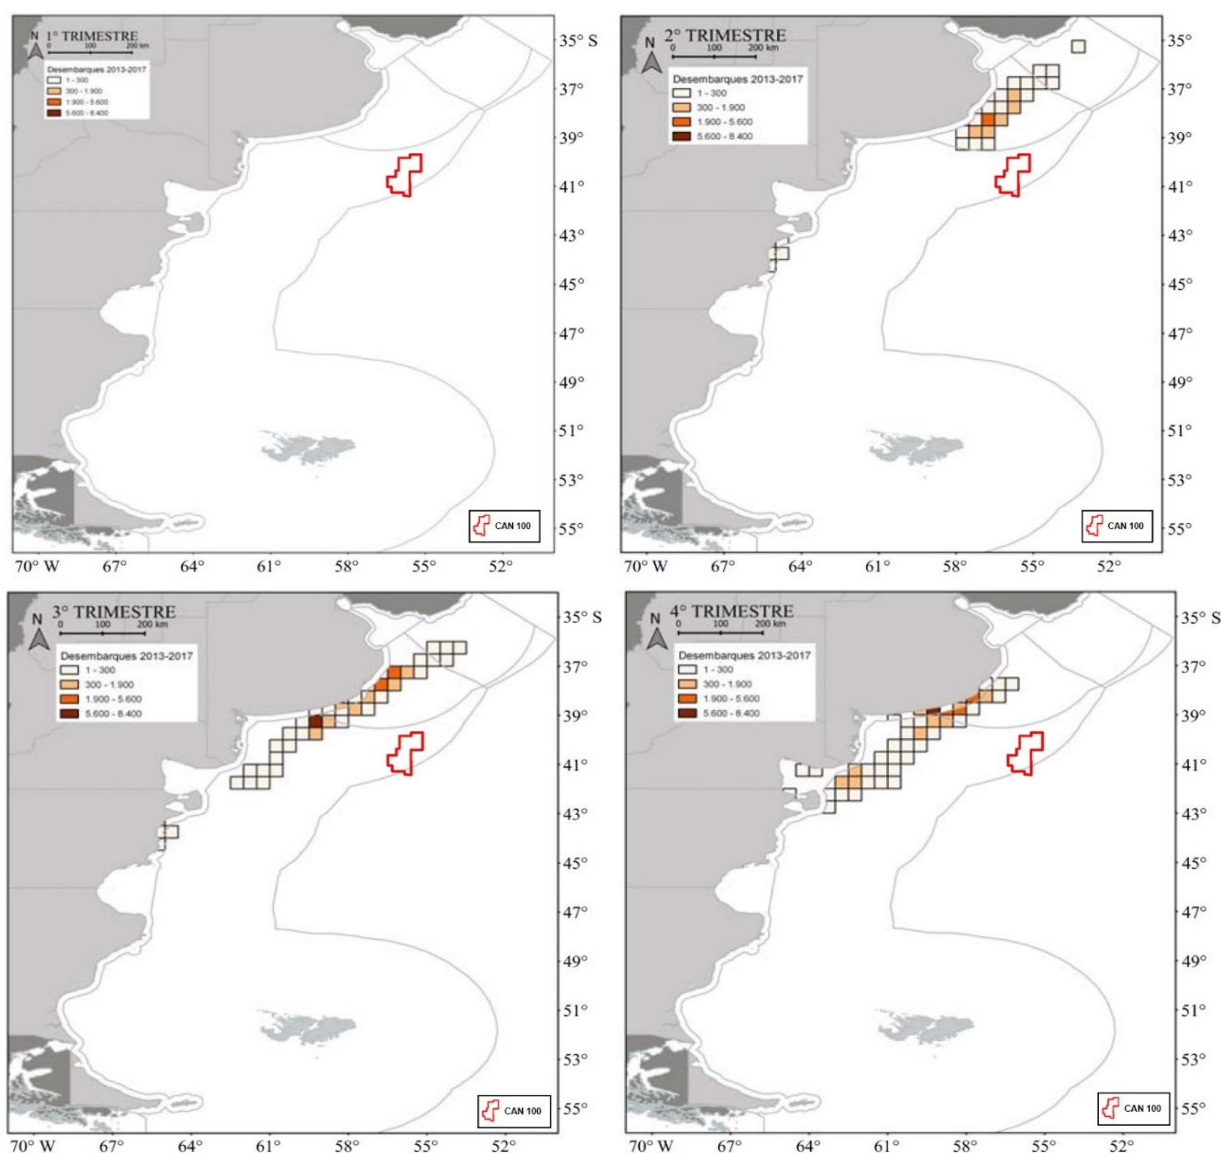 N 1° TRIMESTRE
0 100 200 km
Desembarques 2013-2017
1 - 300
300 - 1.900
1.900 - 5.600
5.600 - 8.400
35° S
37°
39°
41°
43°
45°
47°
49°
51°
53°
55°
CAN 100
70° W 67° 64° 61° 58° 55° 52°
N 2° TRIMESTRE
0 100 200 km
Desembarques 2013-2017
1 - 300
300 - 1.900
1.900 - 5.600
5.600 - 8.400
35° S
37°
39°
41°
43°
45°
47°
49°
51°
53°
55°
CAN 100
70° W 67° 64° 61° 58° 55° 52°
N 3° TRIMESTRE
0 100 200 km
Desembarques 2013-2017
1 - 300
300 - 1.900
1.900 - 5.600
5.600 - 8.400
35° S
37°
39°
41°
43°
45°
47°
49°
51°
53°
55°
CAN 100
70° W 67° 64° 61° 58° 55° 52°
N 4° TRIMESTRE
0 100 200 km
Desembarques 2013-2017
1 - 300
300 - 1.900
1.900 - 5.600
5.600 - 8.400
35° S
37°
39°
41°
43°
45°
47°
49°
51°
53°
55°
CAN 100
70° W 67° 64° 61° 58° 55° 52°